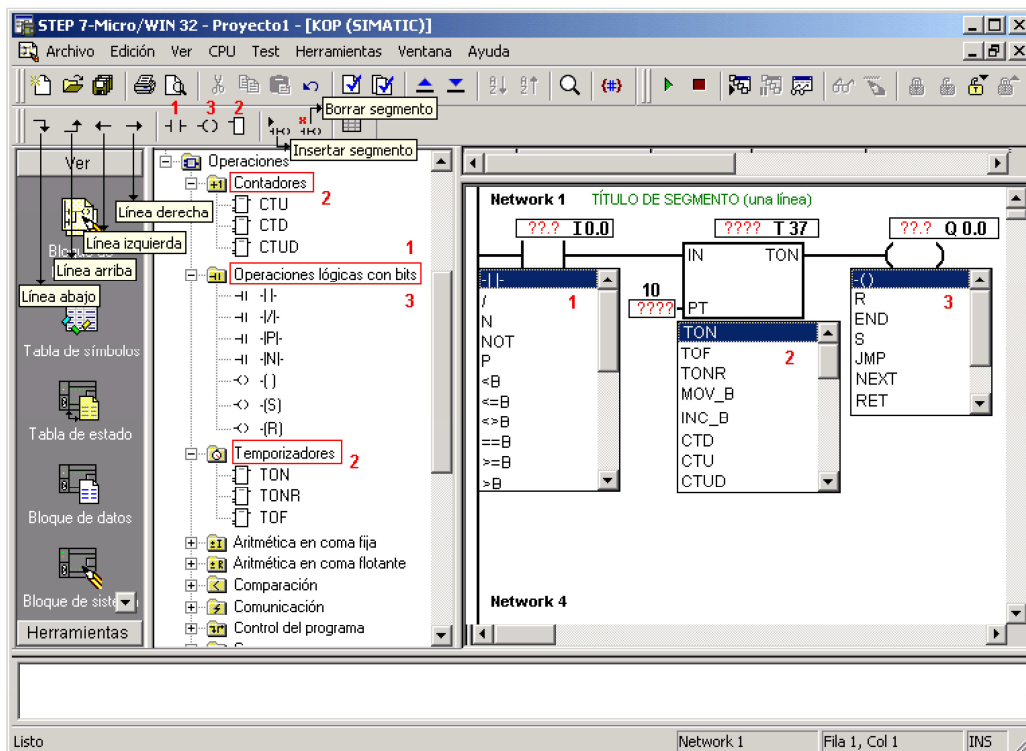 STEP 7-Micro/WIN 32 - Proyecto1 - [KOP (SIMATIC)]
Archivo Edición Ver CPU Test Herramientas Ventana Ayuda
1 3 2
Borrar segmento
Insertar segmento
Ver
Línea derecha
Línea izquierda
Línea arriba
Línea abajo
Bloque de
Tabla de símbolos
Tabla de estado
Bloque de datos
Bloque de
Herramientas
Operaciones
Contadores
2
CTU
CTD
CTUD
1
Operaciones lógicas con bits
3
-| |-
-|/|-
-|P|-
-|N|-
-( )
-(S)
-(R)
Temporizadores
2
TON
TONR
TOF
Aritmética en coma fija
Aritmética en coma flotante
Comparación
Comunicación
Control del programa
Network 1 TÍTULO DE SEGMENTO (una línea)
??.? I 0.0
???? T 37
??.? Q 0.0
IN TON
10
????
PT
-| |-
/
N
NOT
P
<B
<=B
<>B
==B
>=B
>B
1
TON
TOF
TONR
MOV_B
INC_B
CTD
CTU
CTUD
2
-()
R
END
S
JMP
NEXT
RET
3
Network 4
Listo
Network 1
Fila 1, Col 1
INS